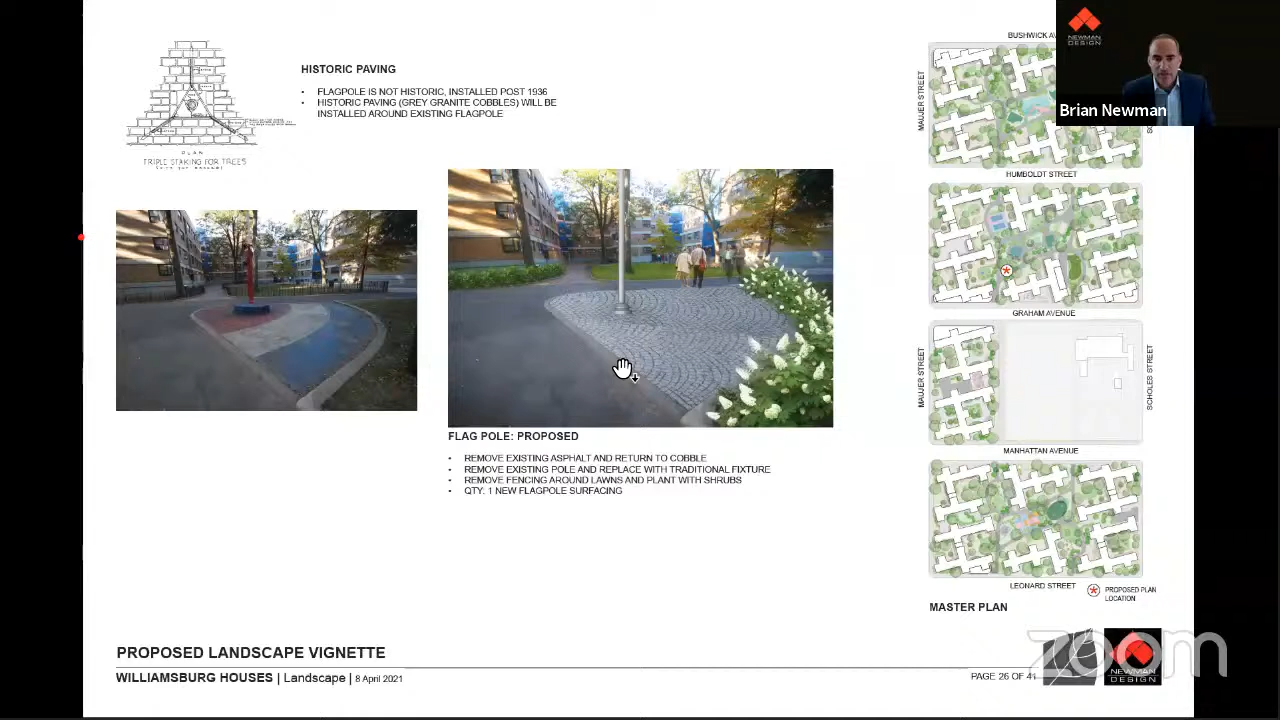 HISTORIC PAVING
• FLAGPOLE IS NOT HISTORIC, INSTALLED POST 1936
• HISTORIC PAVING (GREY GRANITE COBBLES) WILL BE
INSTALLED AROUND EXISTING FLAGPOLE
PLAN
TRIPLE STAKING FOR TREES
FLAG POLE: PROPOSED
• REMOVE EXISTING ASPHALT AND RETURN TO COBBLE
• REMOVE EXISTING POLE AND REPLACE WITH TRADITIONAL FIXTURE
• REMOVE FENCING AROUND LAWNS AND PLANT WITH SHRUBS
• QTY: 1 NEW FLAGPOLE SURFACING
BUSHWICK AV
MAUJER STREET
HUMBOLDT STREET
GRAHAM AVENUE
MAUJER STREET
SCHOLES STREET
MANHATTAN AVENUE
LEONARD STREET
PROPOSED PLAN
LOCATION
MASTER PLAN
NEWMAN
DESIGN
Brian Newman
PROPOSED LANDSCAPE VIGNETTE
WILLIAMSBURG HOUSES | Landscape | 8 April 2021
PAGE 26 OF 41
zoom
NEWMAN
DESIGN